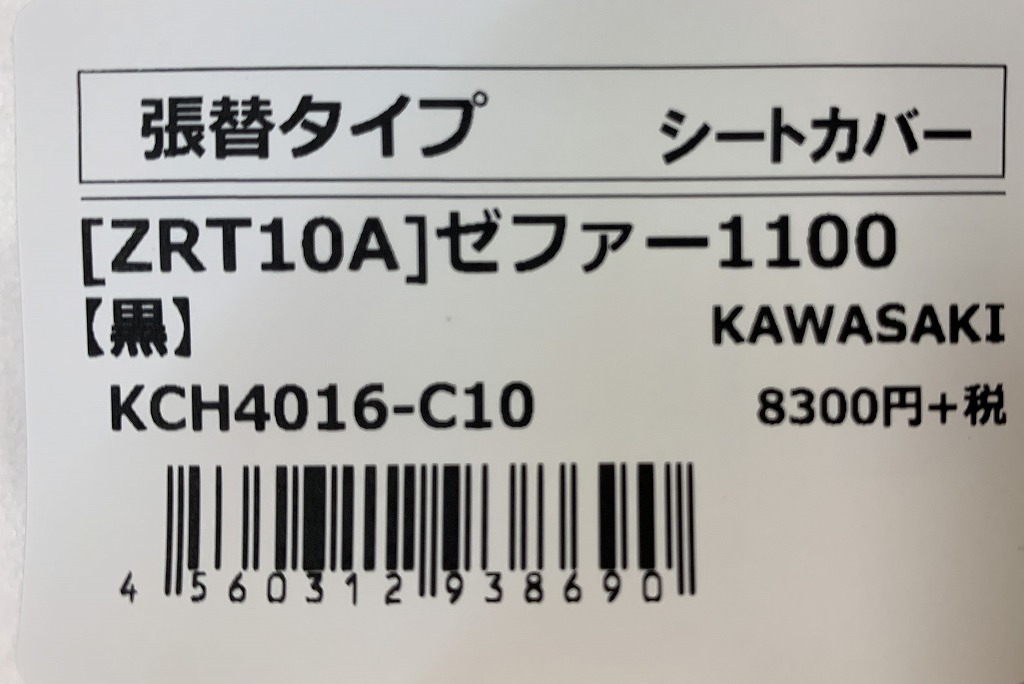 張替タイプ シートカバー
[ZRT10A]ゼファー1100
【黒】 KAWASAKI
KCH4016-C10 8300円+税
4 560312 938690